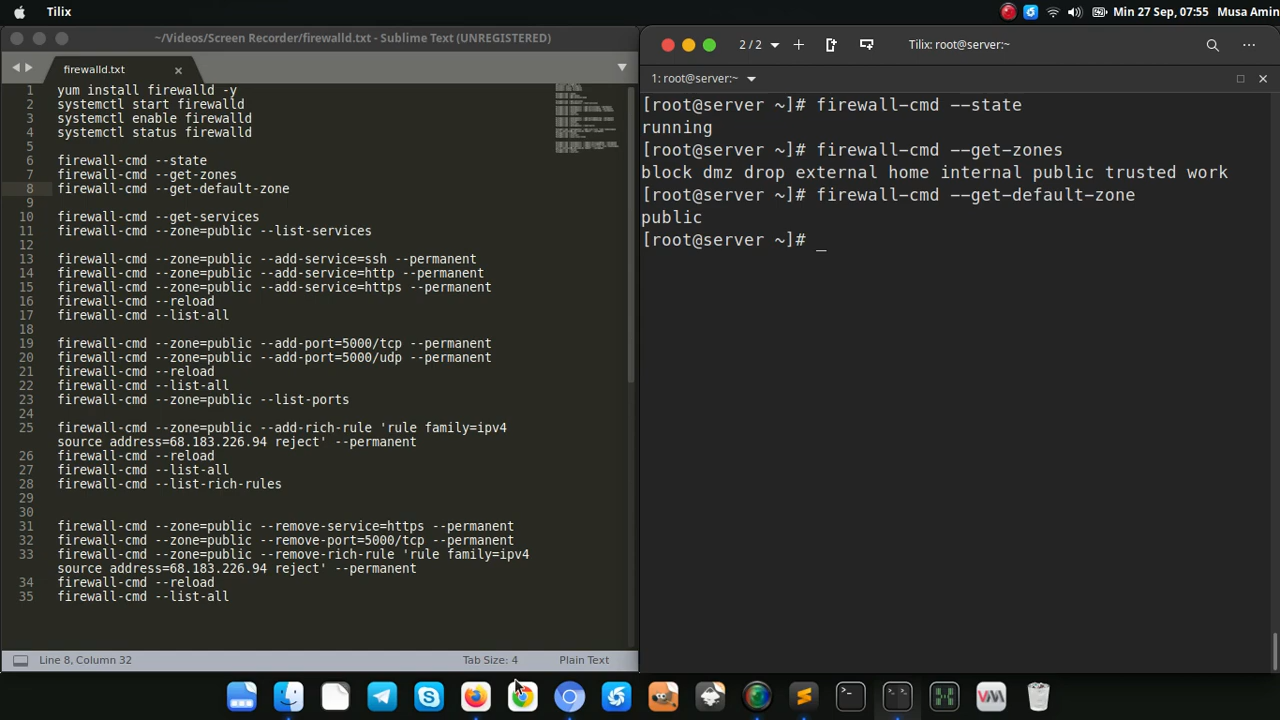 Tilix
Min 27 Sep, 07:55
Musa Amin
~/Videos/Screen Recorder/firewalld.txt - Sublime Text (UNREGISTERED)
firewalld.txt
1 yum install firewalld -y
2 systemctl start firewalld
3 systemctl enable firewalld
4 systemctl status firewalld
5
6 firewall-cmd --state
7 firewall-cmd --get-zones
8 firewall-cmd --get-default-zone
9
10 firewall-cmd --get-services
11 firewall-cmd --zone=public --list-services
12
13 firewall-cmd --zone=public --add-service=ssh --permanent
14 firewall-cmd --zone=public --add-service=http --permanent
15 firewall-cmd --zone=public --add-service=https --permanent
16 firewall-cmd --reload
17 firewall-cmd --list-all
18
19 firewall-cmd --zone=public --add-port=5000/tcp --permanent
20 firewall-cmd --zone=public --add-port=5000/udp --permanent
21 firewall-cmd --reload
22 firewall-cmd --list-all
23 firewall-cmd --zone=public --list-ports
24
25 firewall-cmd --zone=public --add-rich-rule 'rule family=ipv4
source address=68.183.226.94 reject' --permanent
26 firewall-cmd --reload
27 firewall-cmd --list-all
28 firewall-cmd --list-rich-rules
29
30
31 firewall-cmd --zone=public --remove-service=https --permanent
32 firewall-cmd --zone=public --remove-port=5000/tcp --permanent
33 firewall-cmd --zone=public --remove-rich-rule 'rule family=ipv4
source address=68.183.226.94 reject' --permanent
34 firewall-cmd --reload
35 firewall-cmd --list-all
Line 8, Column 32
Tab Size: 4
Plain Text
2 / 2
Tilix: root@server:~
1: root@server:~
[root@server ~]# firewall-cmd --state
running
[root@server ~]# firewall-cmd --get-zones
block dmz drop external home internal public trusted work
[root@server ~]# firewall-cmd --get-default-zone
public
[root@server ~]# _